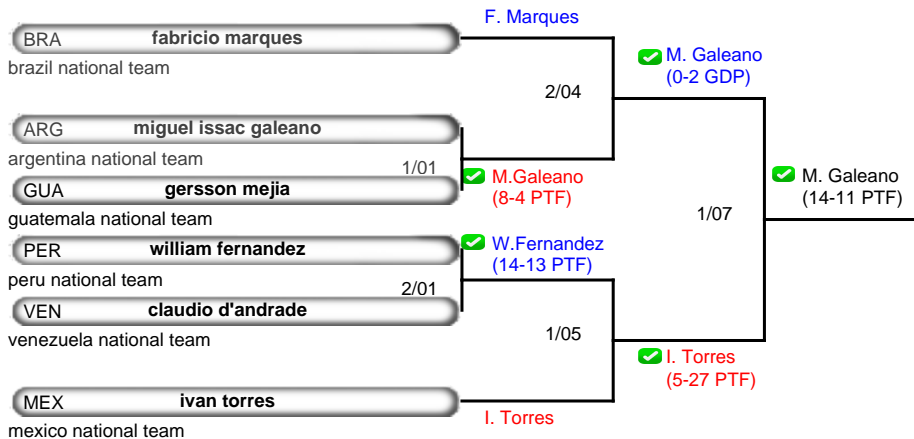 F. Marques
BRA fabricio marques
brazil national team
M. Galeano
(0-2 GDP)
2/04
ARG miguel issac galeano
argentina national team
1/01
M.Galeano
(8-4 PTF)
GUA gersson mejia
guatemala national team
M. Galeano
(14-11 PTF)
1/07
PER william fernandez
peru national team
W.Fernandez
(14-13 PTF)
2/01
VEN claudio d'andrade
venezuela national team
1/05
I. Torres
(5-27 PTF)
MEX ivan torres
mexico national team
I. Torres